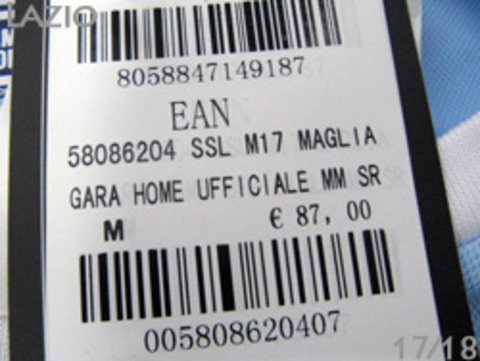 LAZIO
8058847149187
EAN
58086204 SSL M17 MAGLIA
GARA HOME UFFICIALE MM SR
M € 87,00
005808620407
17/18